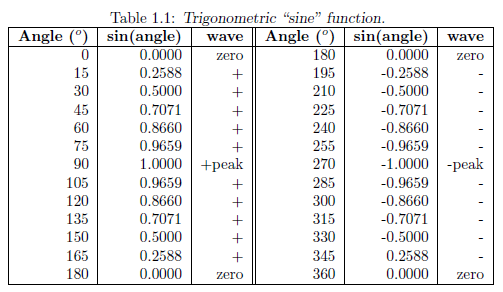 Table 1.1: Trigonometric “sine” function.
Angle (o) sin(angle) wave Angle (o) sin(angle) wave
0 0.0000 zero 180 0.0000 zero
15 0.2588 + 195 -0.2588 -
30 0.5000 + 210 -0.5000 -
45 0.7071 + 225 -0.7071 -
60 0.8660 + 240 -0.8660 -
75 0.9659 + 255 -0.9659 -
90 1.0000 +peak 270 -1.0000 -peak
105 0.9659 + 285 -0.9659 -
120 0.8660 + 300 -0.8660 -
135 0.7071 + 315 -0.7071 -
150 0.5000 + 330 -0.5000 -
165 0.2588 + 345 0.2588 -
180 0.0000 zero 360 0.0000 zero